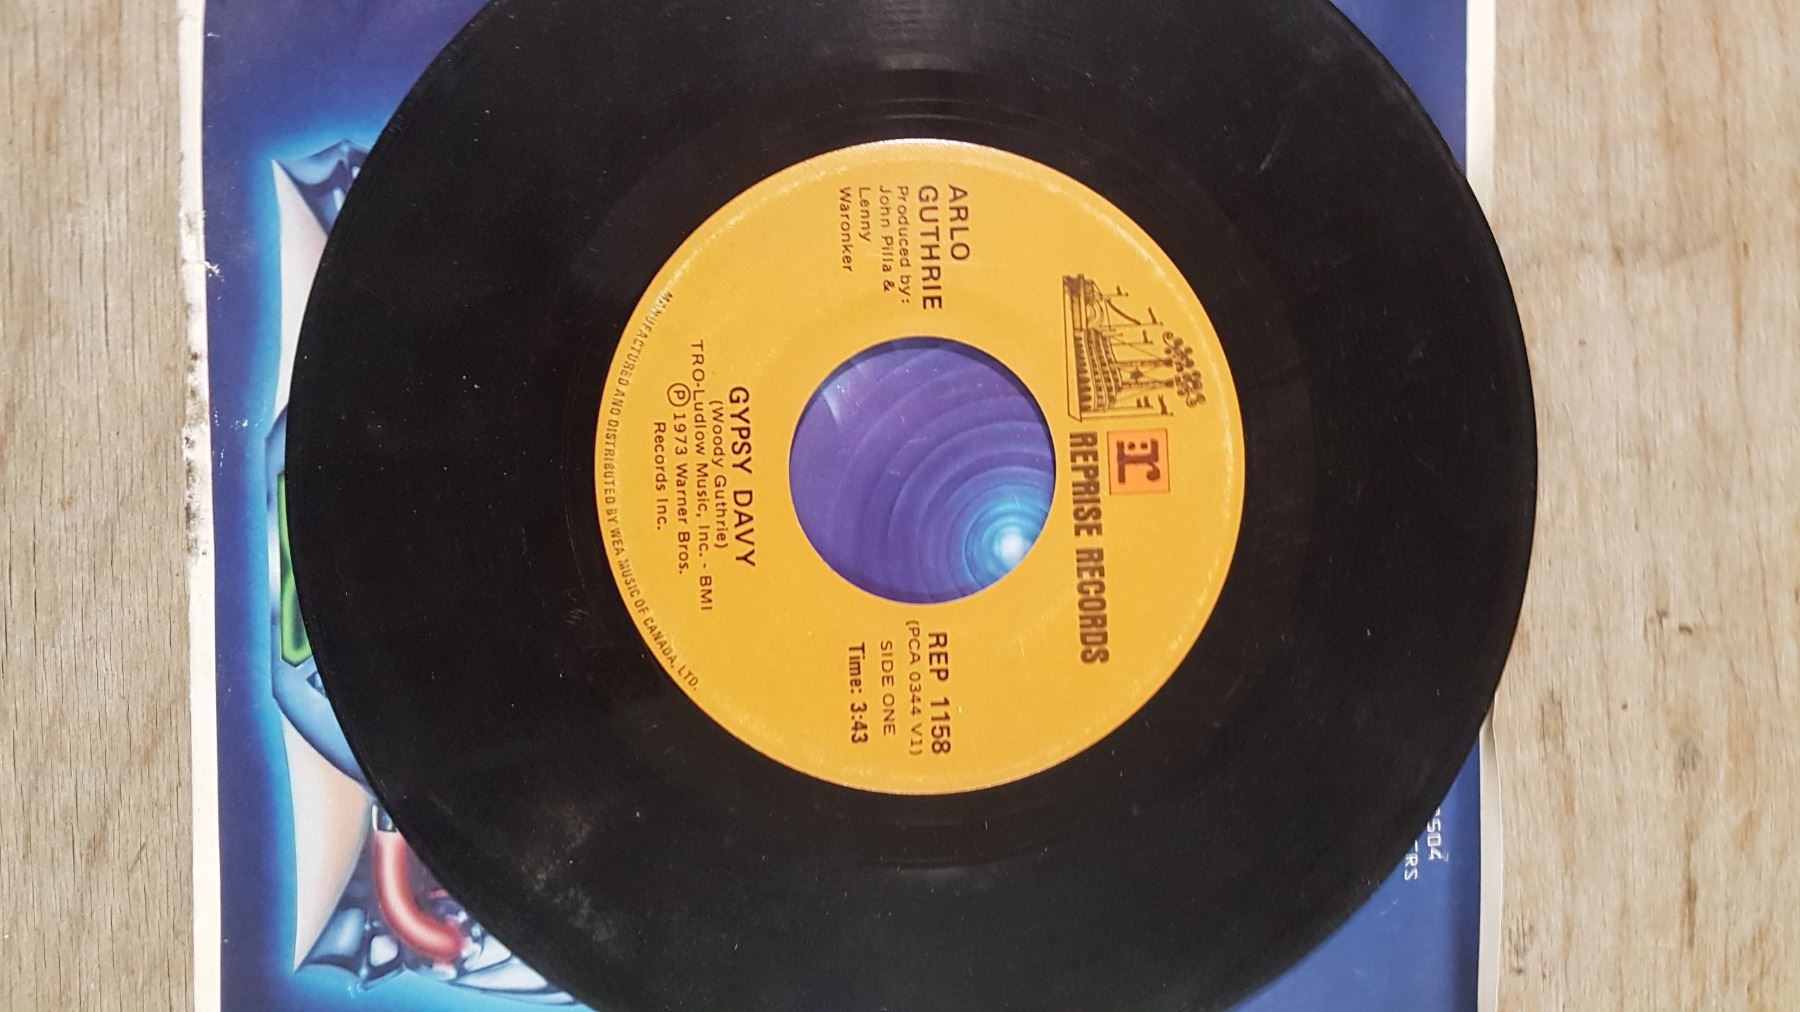 REPRISE RECORDS
r:
ARLO
GUTHRIE
Produced by:
John Pilla &
Lenny
Waronker
REP 1158
(PCA 0344 V1)
SIDE ONE
Time: 3:43
GYPSY DAVY
(Woody Guthrie)
TRO-Ludlow Music, Inc. - BMI
Ⓟ 1973 Warner Bros.
Records Inc.
MANUFACTURED AND DISTRIBUTED BY WEA MUSIC OF CANADA, LTD.